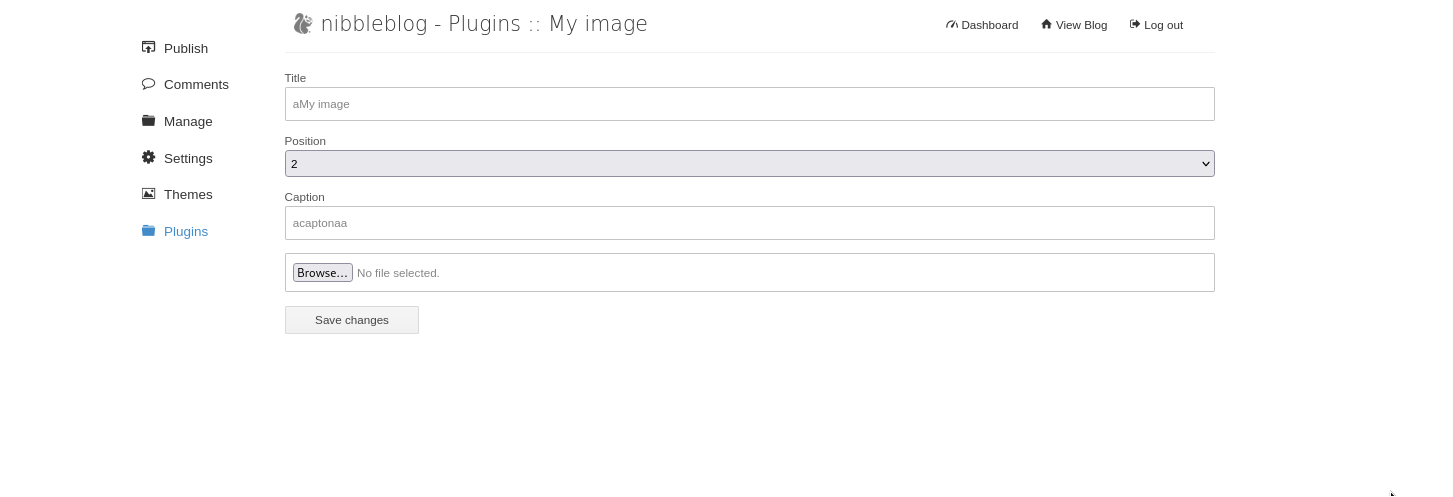 nibbleblog - Plugins :: My image
Dashboard
View Blog
Log out
Publish
Comments
Manage
Settings
Themes
Plugins
Title
aMy image
Position
2
Caption
acaptonaa
Browse... No file selected.
Save changes